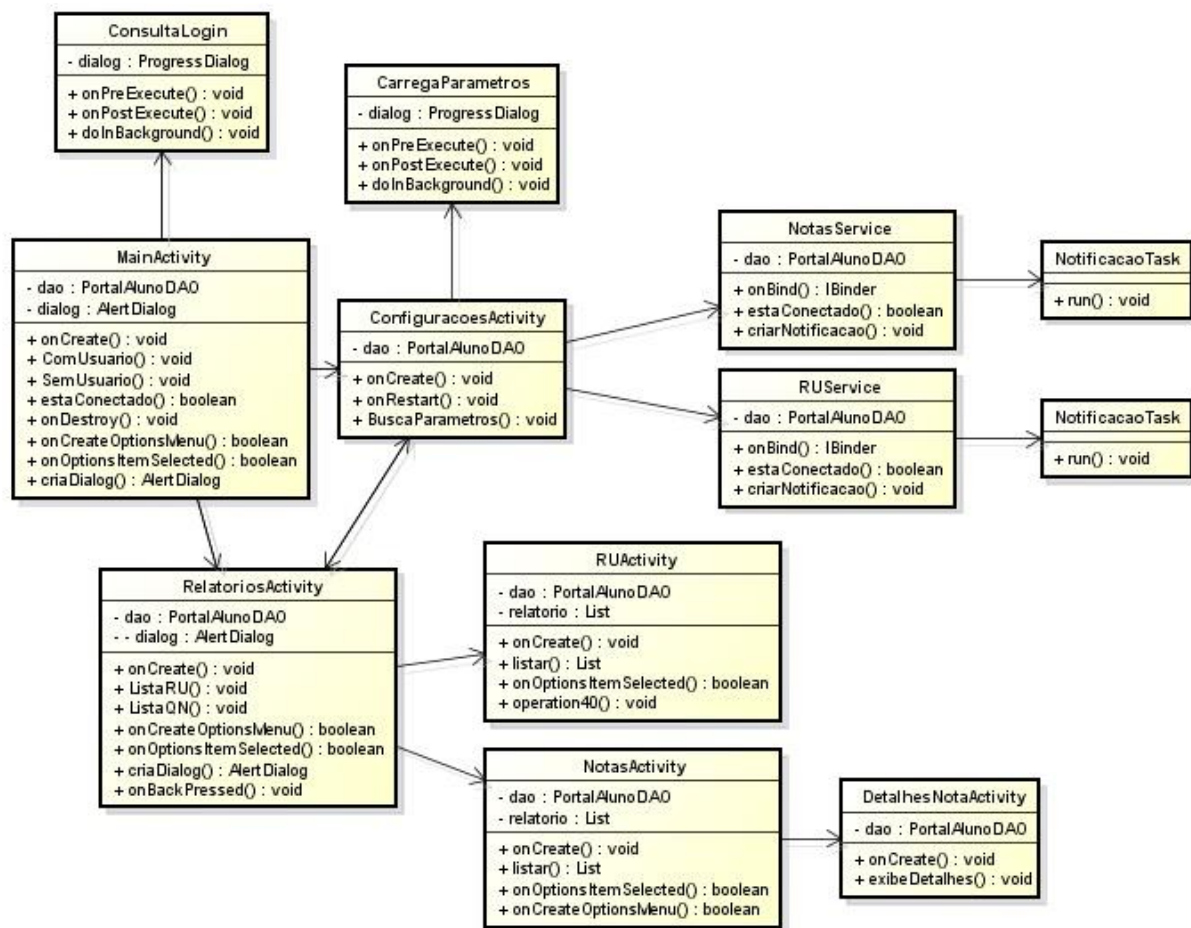 ConsultaLogin
- dialog : ProgressDialog
+ onPreExecute() : void
+ onPostExecute() : void
+ doInBackground() : void
CarregaParametros
- dialog : ProgressDialog
+ onPreExecute() : void
+ onPostExecute() : void
+ doInBackground() : void
MainActivity
- dao : PortalAlunoDAO
- dialog : AlertDialog
+ onCreate() : void
+ ComUsuario() : void
+ SemUsuario() : void
+ estaConectado() : boolean
+ onDestroy() : void
+ onCreateOptionsMenu() : boolean
+ onOptionsItemSelected() : boolean
+ criaDialog() : AlertDialog
ConfiguracoesActivity
- dao : PortalAlunoDAO
+ onCreate() : void
+ onRestart() : void
+ BuscaParametros() : void
NotasService
- dao : PortalAlunoDAO
+ onBind() : IBinder
+ estaConectado() : boolean
+ criarNotificacao() : void
NotificacaoTask
+ run() : void
RUService
- dao : PortalAlunoDAO
+ onBind() : IBinder
+ estaConectado() : boolean
+ criarNotificacao() : void
NotificacaoTask
+ run() : void
RelatoriosActivity
- dao : PortalAlunoDAO
- - dialog : AlertDialog
+ onCreate() : void
+ ListaRU() : void
+ ListaQN() : void
+ onCreateOptionsMenu() : boolean
+ onOptionsItemSelected() : boolean
+ criaDialog() : AlertDialog
+ onBackPressed() : void
RUActivity
- dao : PortalAlunoDAO
- relatorio : List
+ onCreate() : void
+ listar() : List
+ onOptionsItemSelected() : boolean
+ operation40() : void
NotasActivity
- dao : PortalAlunoDAO
- relatorio : List
+ onCreate() : void
+ listar() : List
+ onOptionsItemSelected() : boolean
+ onCreateOptionsMenu() : boolean
DetalhesNotaActivity
- dao : PortalAlunoDAO
+ onCreate() : void
+ exibeDetalhes() : void